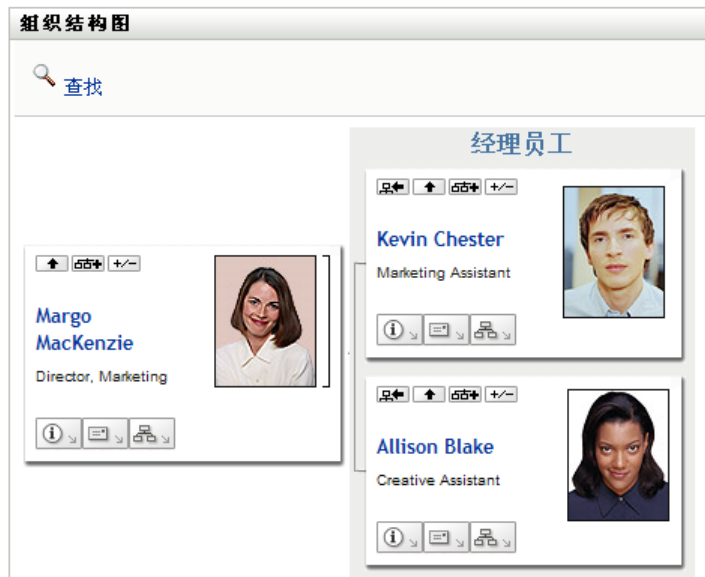 组织结构图
查找
经理员工
Margo
MacKenzie
Director, Marketing
Kevin Chester
Marketing Assistant
Allison Blake
Creative Assistant